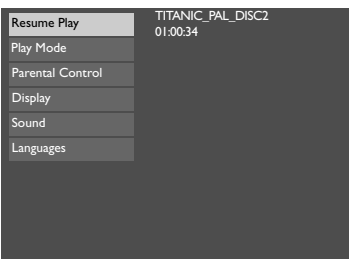 Resume Play
Play Mode
Parental Control
Display
Sound
Languages
TITANIC_PAL_DISC2
01:00:34